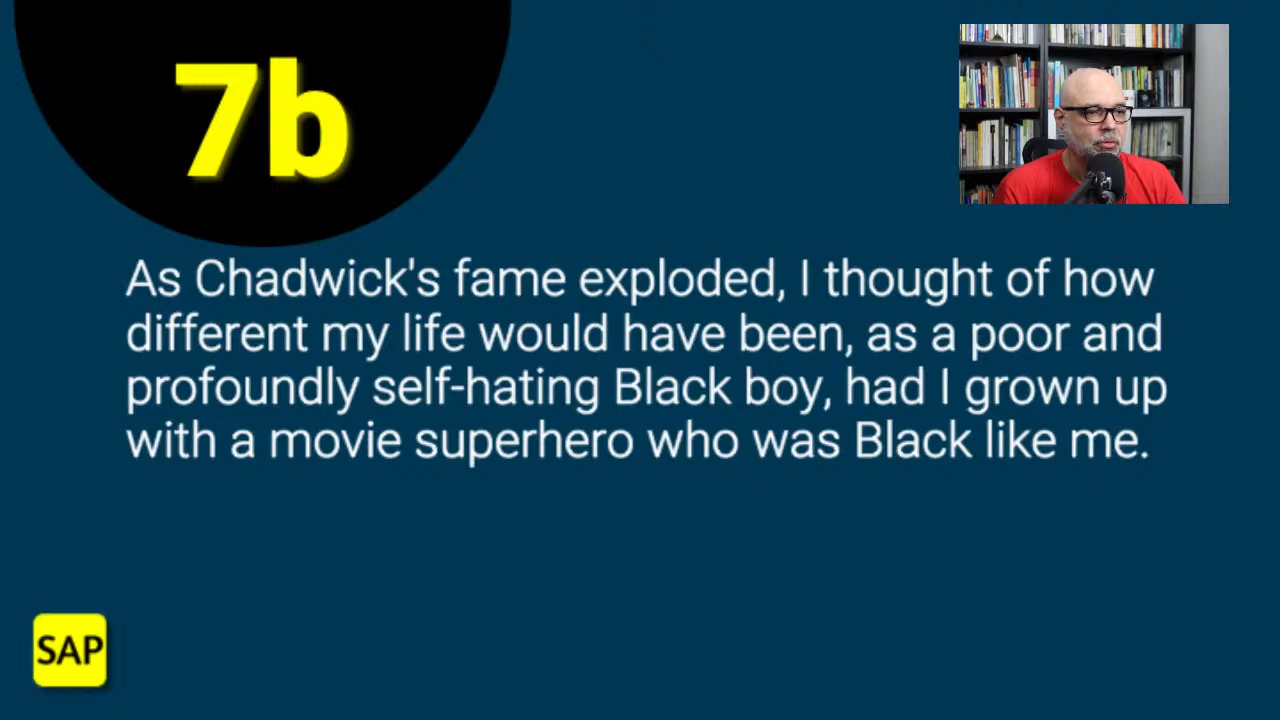 7b
As Chadwick's fame exploded, I thought of how
different my life would have been, as a poor and
profoundly self-hating Black boy, had I grown up
with a movie superhero who was Black like me.
SAP